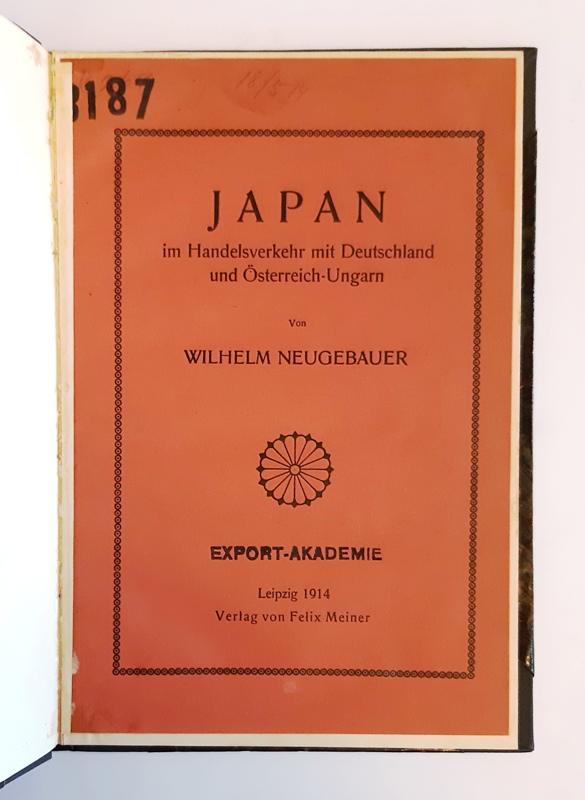 3187
JAPAN
im Handelsverkehr mit Deutschland
und Österreich-Ungarn
Von
WILHELM NEUGEBAUER
EXPORT-AKADEMIE
Leipzig 1914
Verlag von Felix Meiner